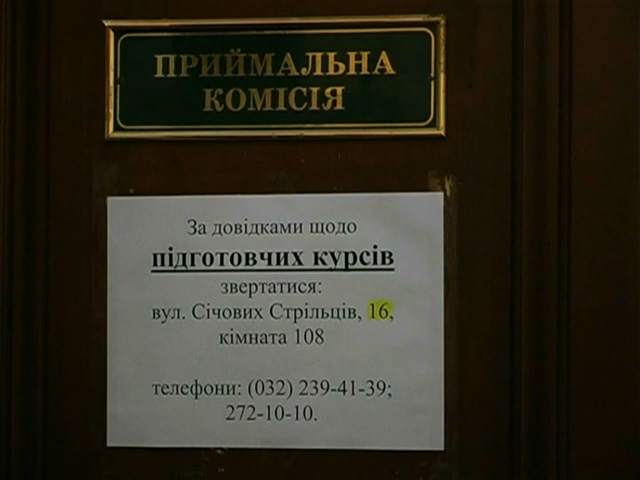 ПРИЙМАЛЬНА
КОМІСІЯ
За довідками щодо
підготовчих курсів
звертатися:
вул. Січових Стрільців, 16,
кімната 108
телефони: (032) 239-41-39;
272-10-10.